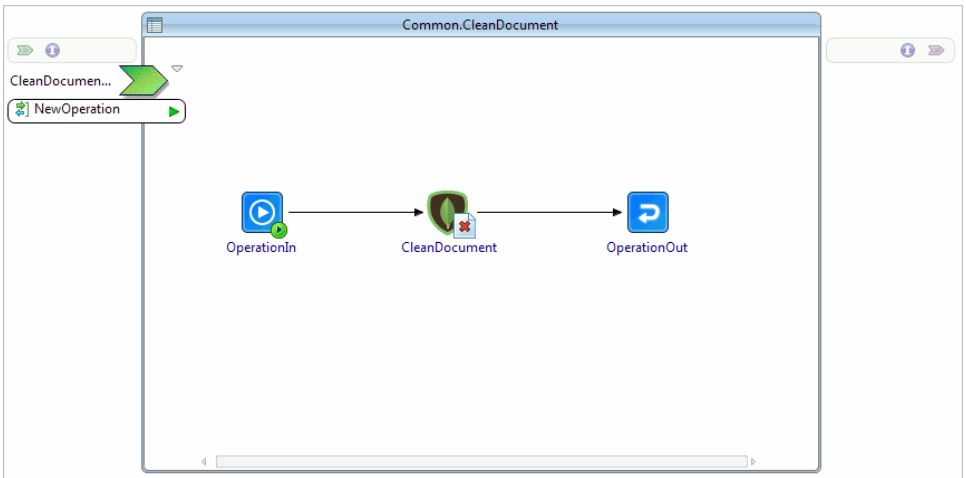 Common.CleanDocument
CleanDocumen...
NewOperation
OperationIn
CleanDocument
OperationOut